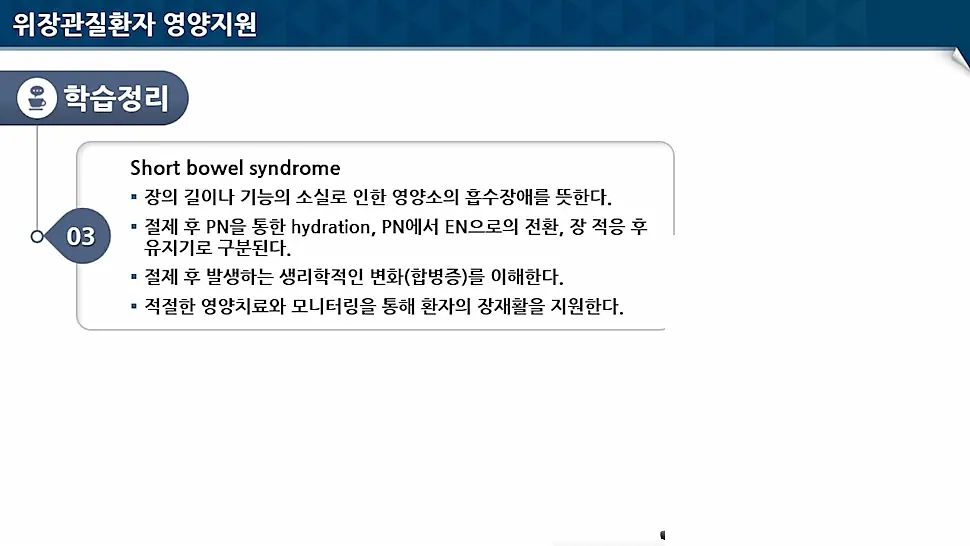 위장관질환자 영양지원
학습정리
03
Short bowel syndrome
▪ 장의 길이나 기능의 소실로 인한 영양소의 흡수장애를 뜻한다.
▪ 절제 후 PN을 통한 hydration, PN에서 EN으로의 전환, 장 적응 후
유지기로 구분된다.
▪ 절제 후 발생하는 생리학적인 변화(합병증)를 이해한다.
▪ 적절한 영양치료와 모니터링을 통해 환자의 장재활을 지원한다.